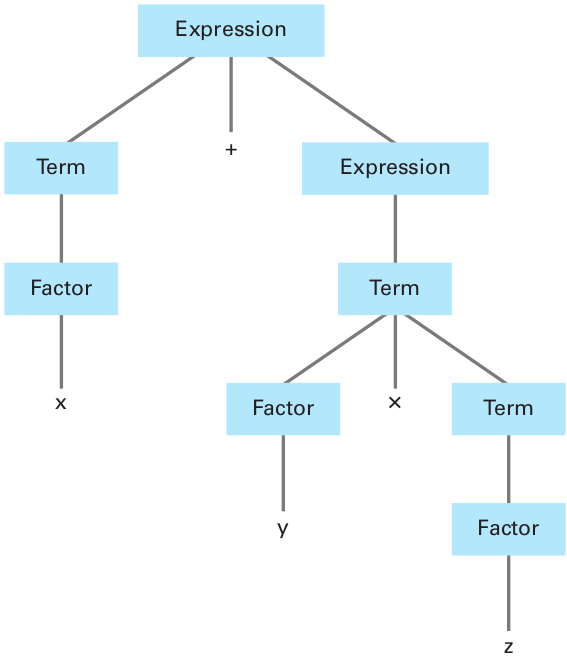 Expression
+
Term
Expression
Factor
Term
x
Factor
×
Term
y
Factor
z